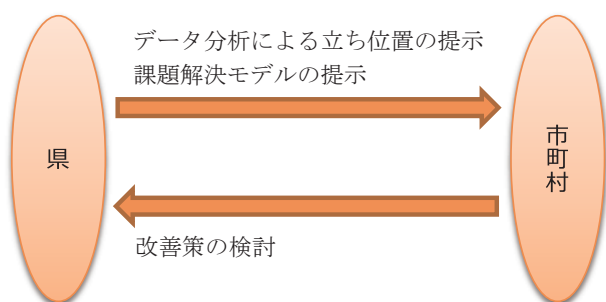 データ分析による立ち位置の提示
課題解決モデルの提示
県
市町村
改善策の検討